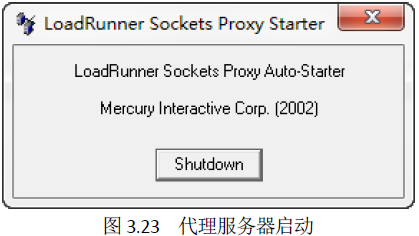 LoadRunner Sockets Proxy Starter
LoadRunner Sockets Proxy Auto-Starter
Mercury Interactive Corp. (2002)
Shutdown
图 3.23 代理服务器启动